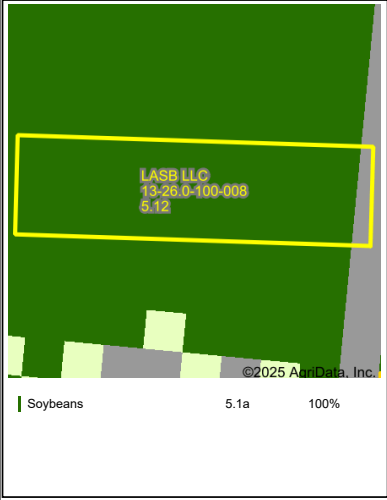 LASB LLC
13-26.0-100-008
5.12
©2025 AgriData, Inc.
Soybeans 5.1a 100%